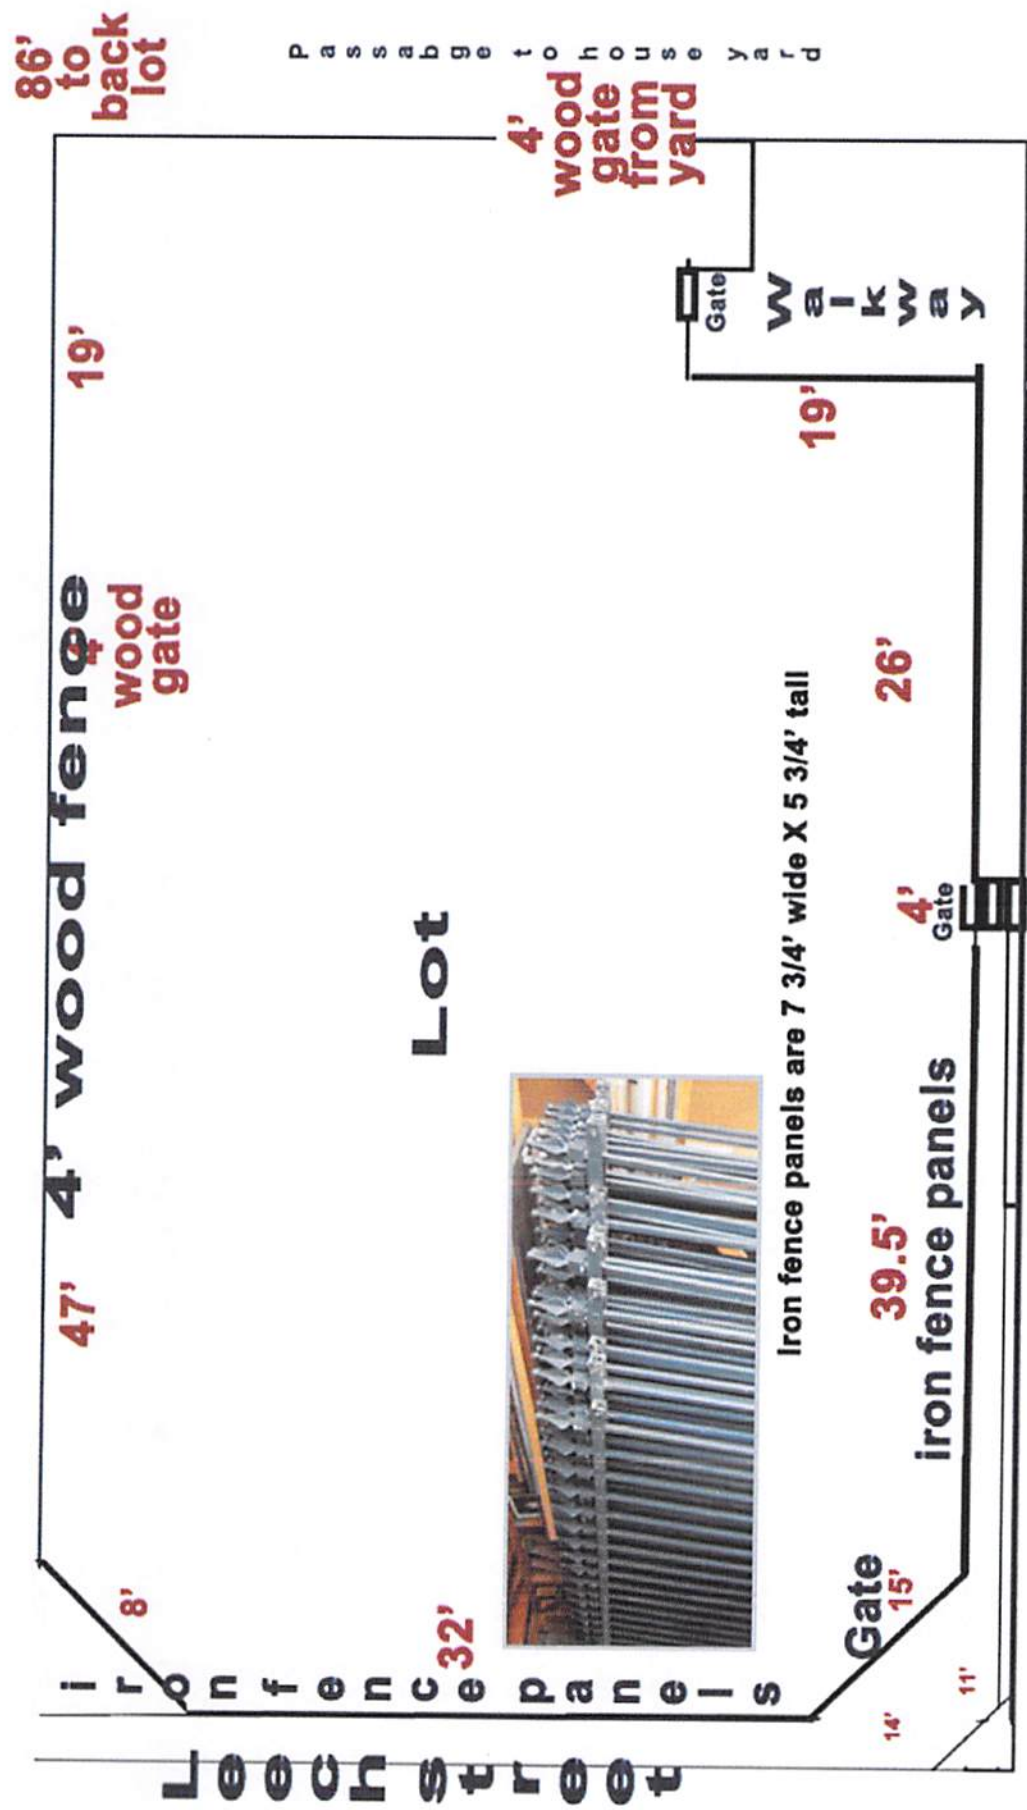 86'
to
back
lot
Passabge to house yard
4' wood fence
47'
4'
wood
gate
19'
8'
Leech street
iron fence panels
32'
Lot
4'
wood
gate
from
yard
Gate
Walkway
19'
Iron fence panels are 7 3/4' wide X 5 3/4' tall
Gate
15'
14'
11'
39.5'
iron fence panels
4'
Gate
26'